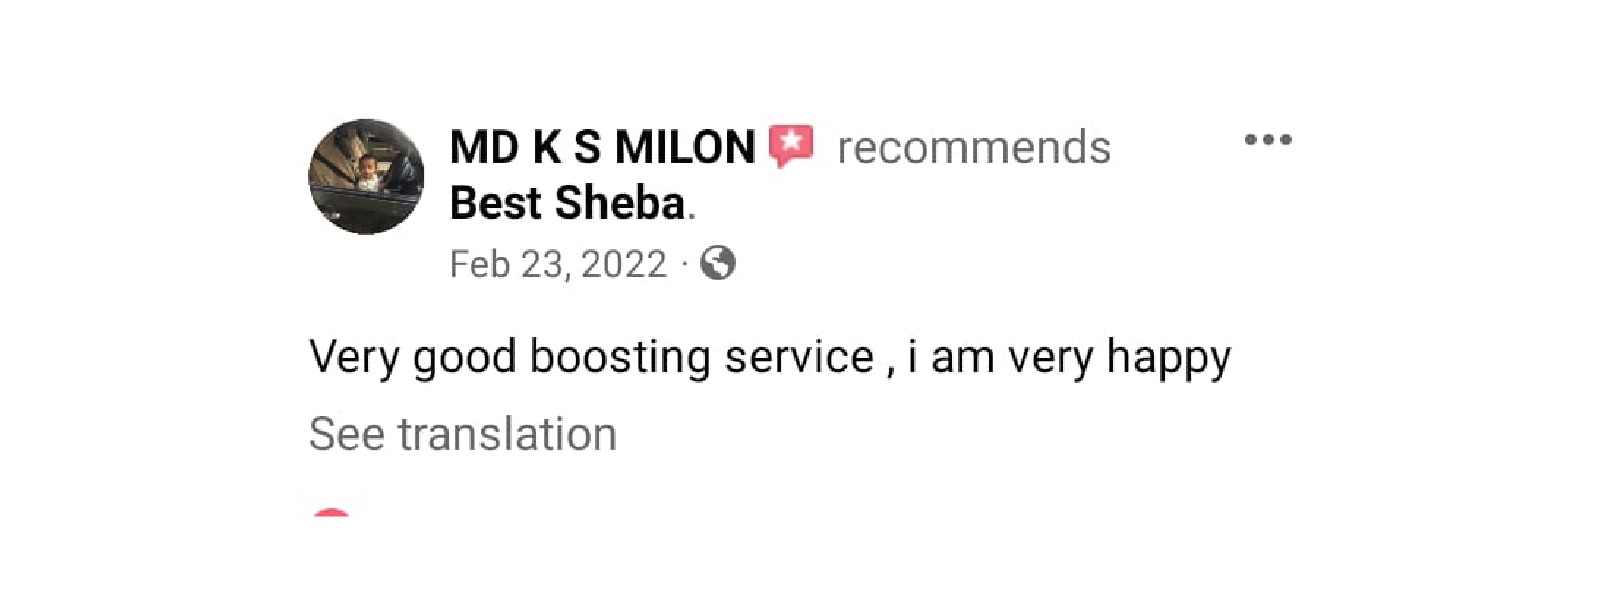 MD K S MILON recommends
Best Sheba.
Feb 23, 2022 ·
Very good boosting service , i am very happy
See translation